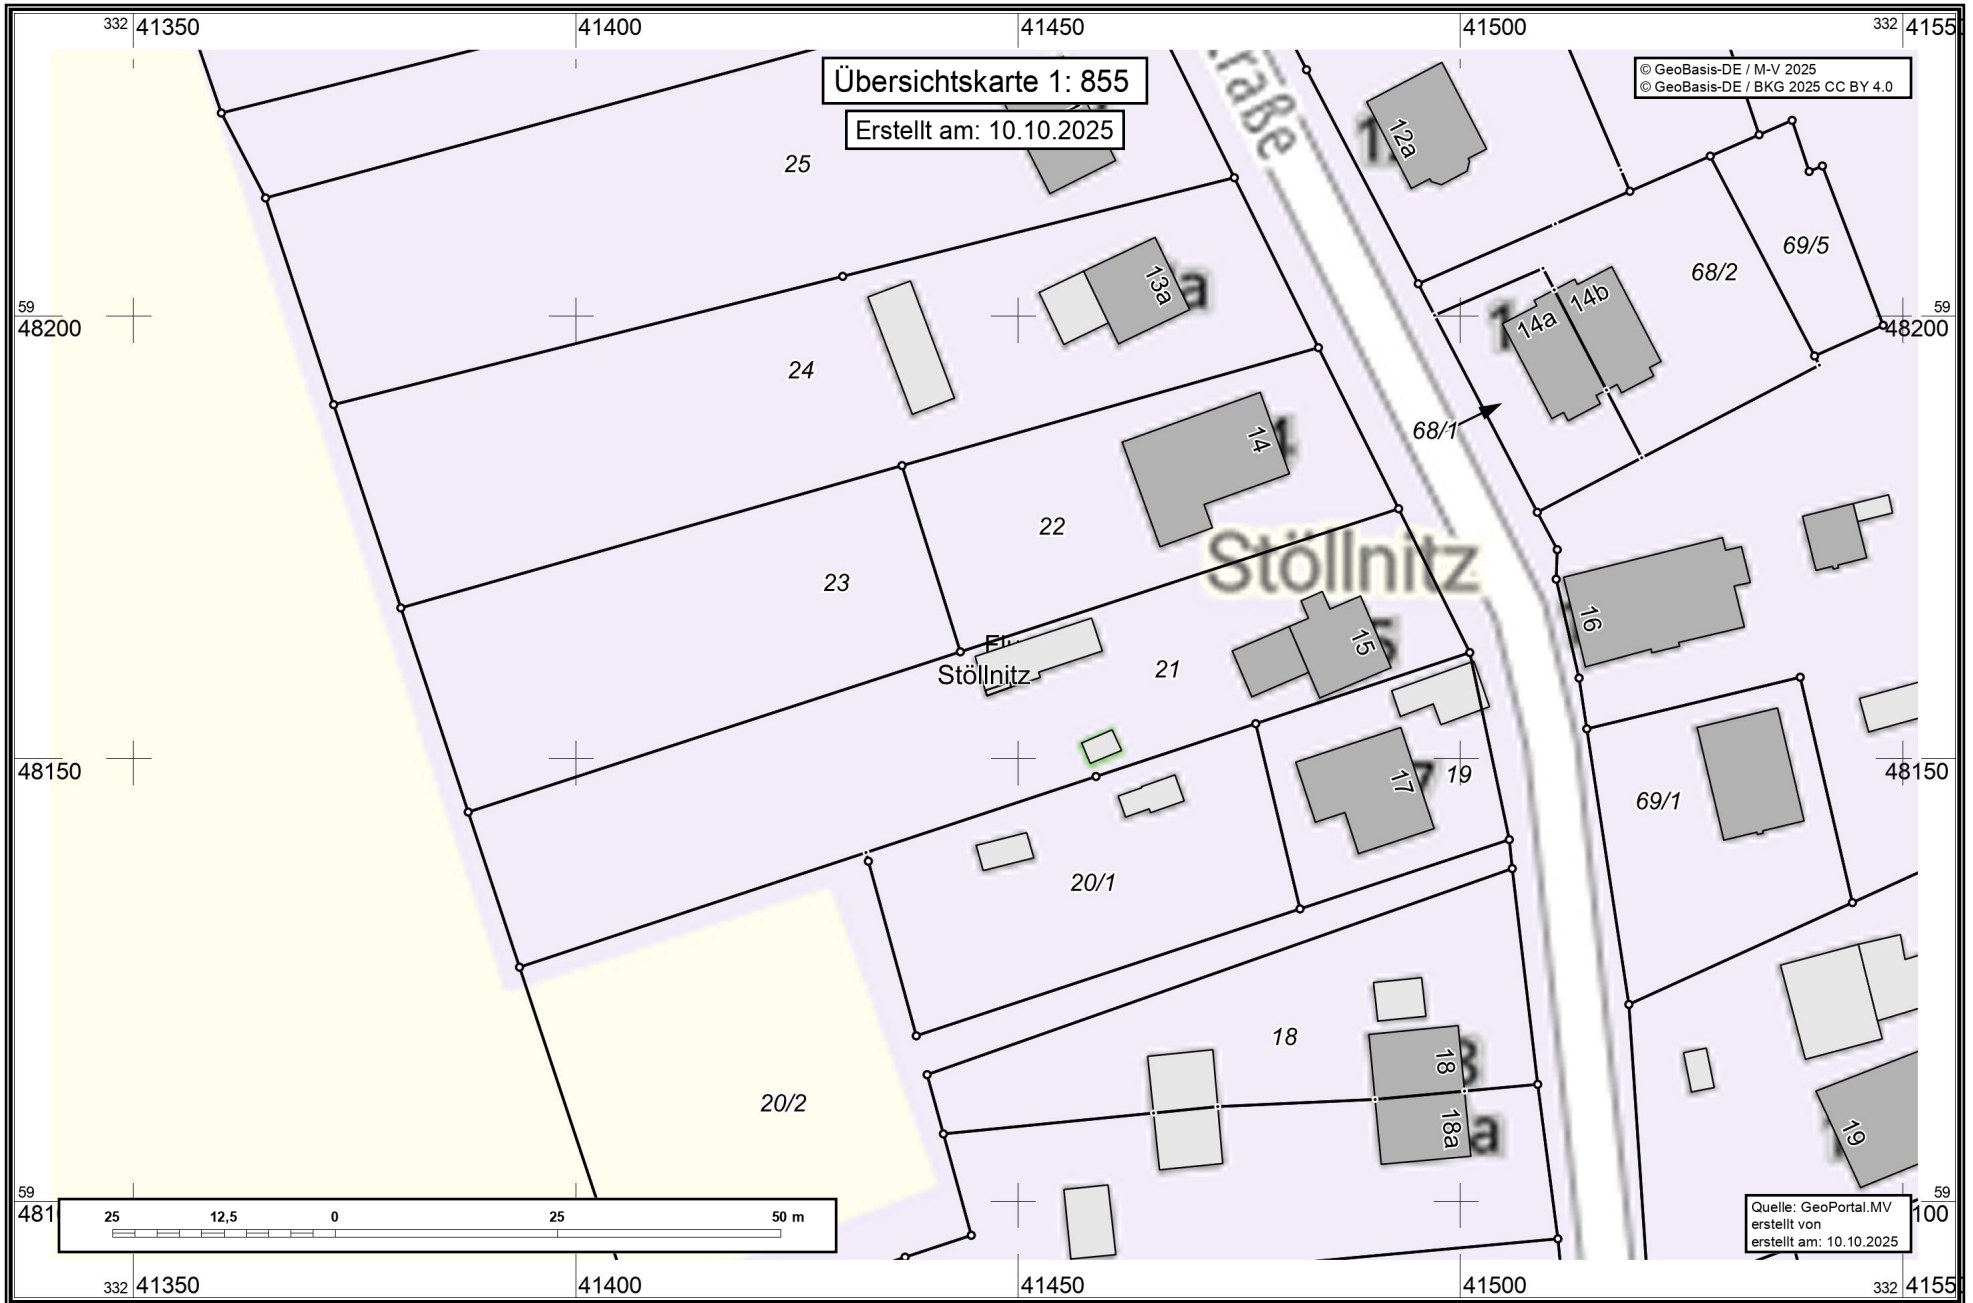 332 41350 41400 41450 41500 332 4155
Übersichtskarte 1: 855
Erstellt am: 10.10.2025
© GeoBasis-DE / M-V 2025
© GeoBasis-DE / BKG 2025 CC BY 4.0
raße
12a
25
69/5
68/2
13a
a
14b
14a
59
48200
59
48200
24
68/1
14
22
Stöllnitz
23
16
15
21
Stöllnitz
48150
48150
17
19
69/1
20/1
18
18
18a
a
20/2
19
59
481
59
100
25 12,5 0 25 50 m
Quelle: GeoPortal.MV
erstellt von
erstellt am: 10.10.2025
332 41350 41400 41450 41500 332 4155